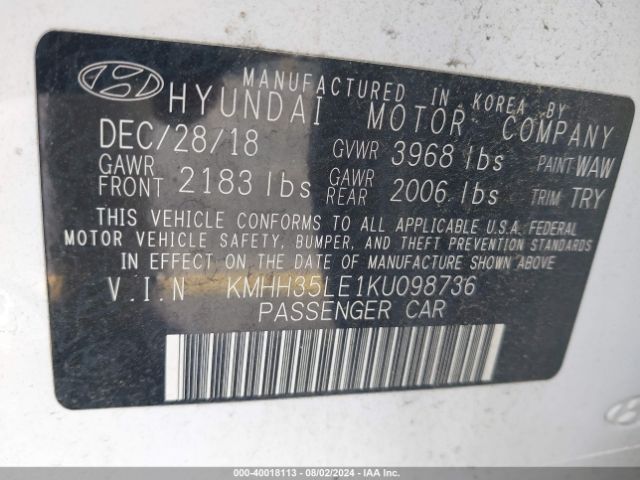 MANUFACTURED IN KOREA BY
HYUNDAI MOTOR COMPANY
DEC/28/18 GVWR 3968 lbs PAINT WAW
GAWR FRONT 2183 lbs GAWR REAR 2006 lbs TRIM TRY
THIS VEHICLE CONFORMS TO ALL APPLICABLE U.S.A. FEDERAL
MOTOR VEHICLE SAFETY, BUMPER, AND THEFT PREVENTION STANDARDS
IN EFFECT ON THE DATE OF MANUFACTURE SHOWN ABOVE
V.I.N KMHH35LE1KU098736
PASSENGER CAR
000-40018113 - 08/02/2024 - IAA Inc.